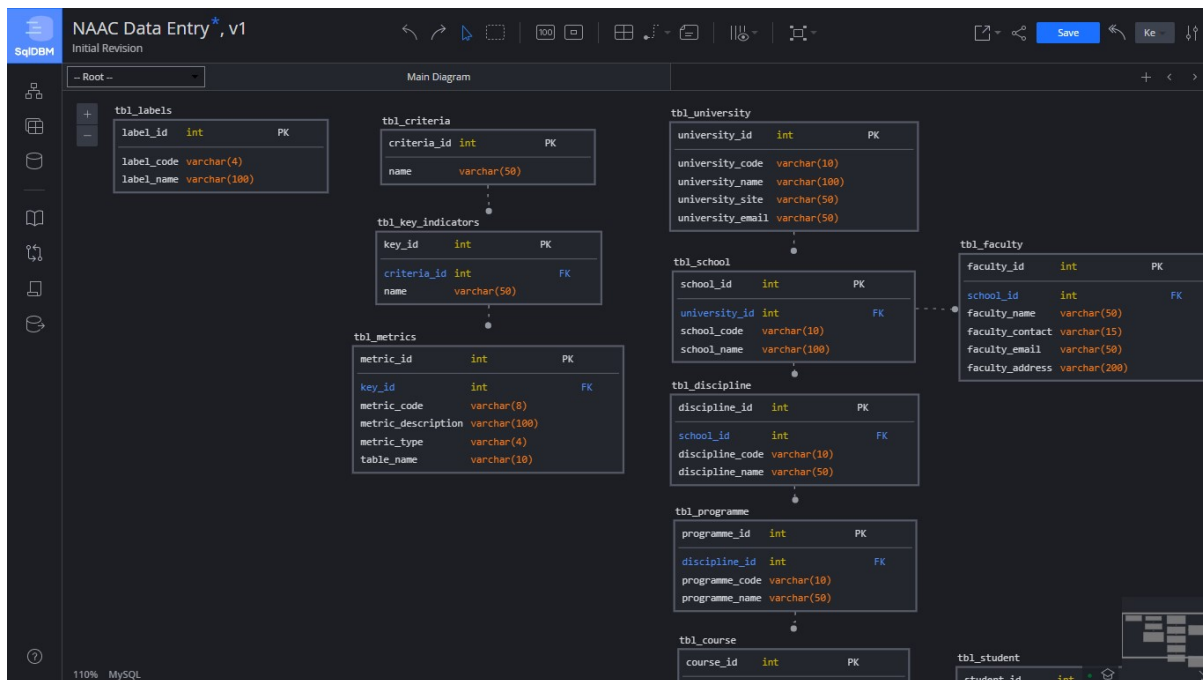 SqlDBM
NAAC Data Entry*, v1
Initial Revision
100
Save
Ke
-- Root --
Main Diagram
tbl_labels
label_id int PK
label_code varchar(4)
label_name varchar(100)
tbl_criteria
criteria_id int PK
name varchar(50)
tbl_key_indicators
key_id int PK
criteria_id int FK
name varchar(50)
tbl_metrics
metric_id int PK
key_id int FK
metric_code varchar(8)
metric_description varchar(100)
metric_type varchar(4)
table_name varchar(10)
tbl_university
university_id int PK
university_code varchar(10)
university_name varchar(100)
university_site varchar(50)
university_email varchar(50)
tbl_school
school_id int PK
university_id int FK
school_code varchar(10)
school_name varchar(100)
tbl_faculty
faculty_id int PK
school_id int FK
faculty_name varchar(50)
faculty_contact varchar(15)
faculty_email varchar(50)
faculty_address varchar(200)
tbl_discipline
discipline_id int PK
school_id int FK
discipline_code varchar(10)
discipline_name varchar(50)
tbl_programme
programme_id int PK
discipline_id int FK
programme_code varchar(10)
programme_name varchar(50)
tbl_course
course_id int PK
tbl_student
student_id int
110% MySQL